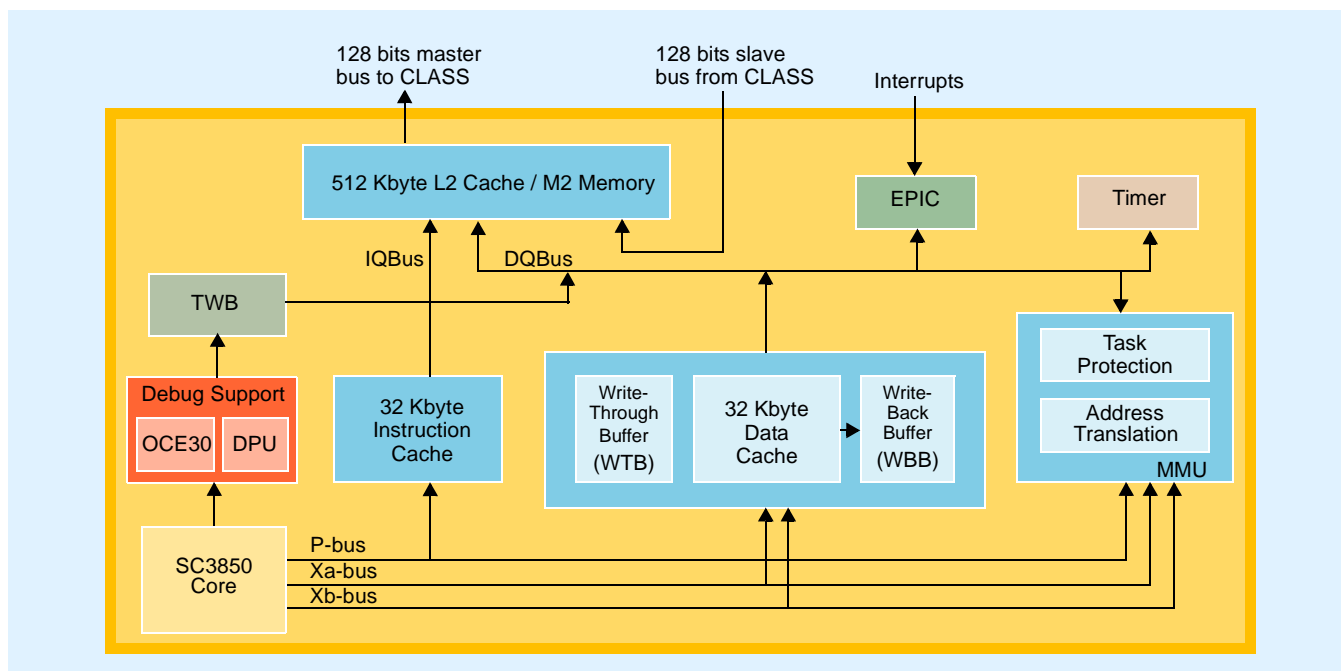 128 bits master
bus to CLASS
128 bits slave
bus from CLASS
Interrupts
512 Kbyte L2 Cache / M2 Memory
EPIC
Timer
IQBus
DQBus
TWB
Debug Support
OCE30
DPU
32 Kbyte
Instruction
Cache
Write-
Through
Buffer
(WTB)
32 Kbyte
Data
Cache
Write-
Back
Buffer
(WBB)
Task
Protection
Address
Translation
MMU
SC3850
Core
P-bus
Xa-bus
Xb-bus